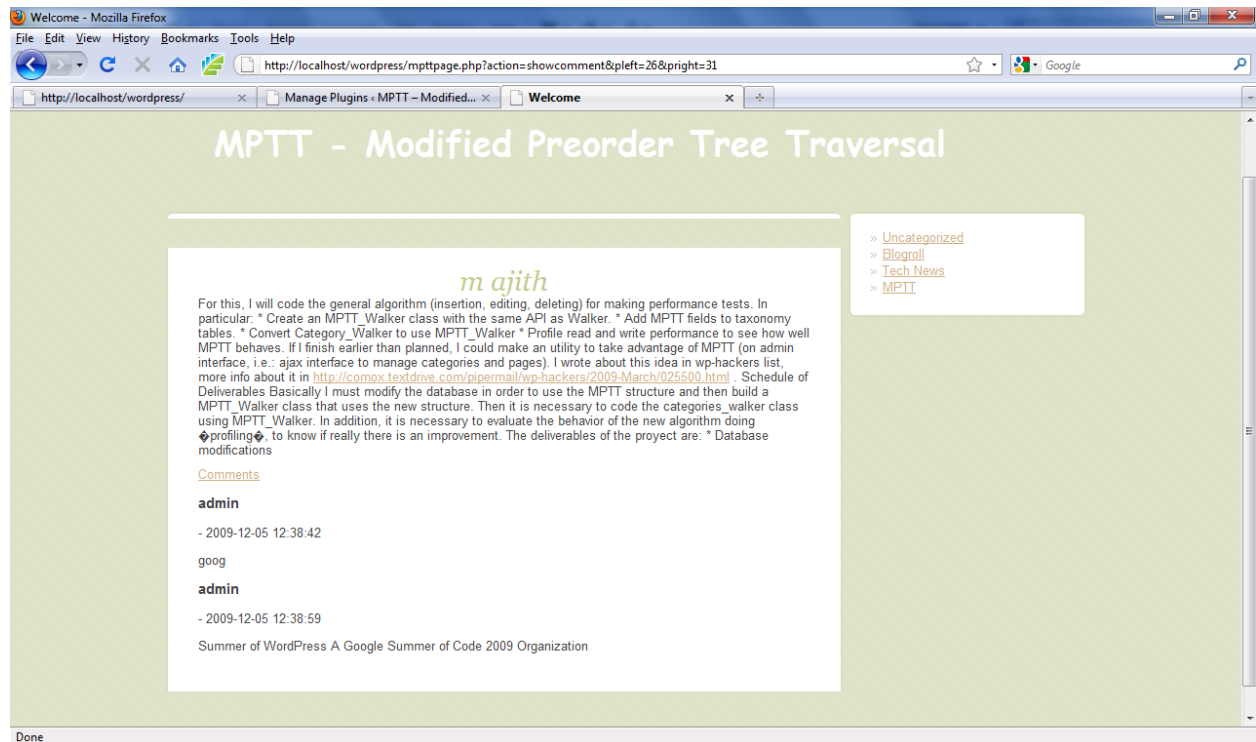 Welcome - Mozilla Firefox
File Edit View History Bookmarks Tools Help
http://localhost/wordpress/mpttpage.php?action=showcomment&pleft=26&pright=31
Google
http://localhost/wordpress/
Manage Plugins ‹ MPTT – Modified...
Welcome
MPTT - Modified Preorder Tree Traversal
» Uncategorized
» Blogroll
» Tech News
» MPTT
m ajith
For this, I will code the general algorithm (insertion, editing, deleting) for making performance tests. In
particular: * Create an MPTT_Walker class with the same API as Walker. * Add MPTT fields to taxonomy
tables. * Convert Category_Walker to use MPTT_Walker * Profile read and write performance to see how well
MPTT behaves. If I finish earlier than planned, I could make an utility to take advantage of MPTT (on admin
interface, i.e.: ajax interface to manage categories and pages). I wrote about this idea in wp-hackers list,
more info about it in http://comox.textdrive.com/pipermail/wp-hackers/2009-March/025500.html . Schedule of
Deliverables Basically I must modify the database in order to use the MPTT structure and then build a
MPTT_Walker class that uses the new structure. Then it is necessary to code the categories_walker class
using MPTT_Walker. In addition, it is necessary to evaluate the behavior of the new algorithm doing
�profiling�, to know if really there is an improvement. The deliverables of the proyect are: * Database
modifications
Comments
admin
- 2009-12-05 12:38:42
goog
admin
- 2009-12-05 12:38:59
Summer of WordPress A Google Summer of Code 2009 Organization
Done